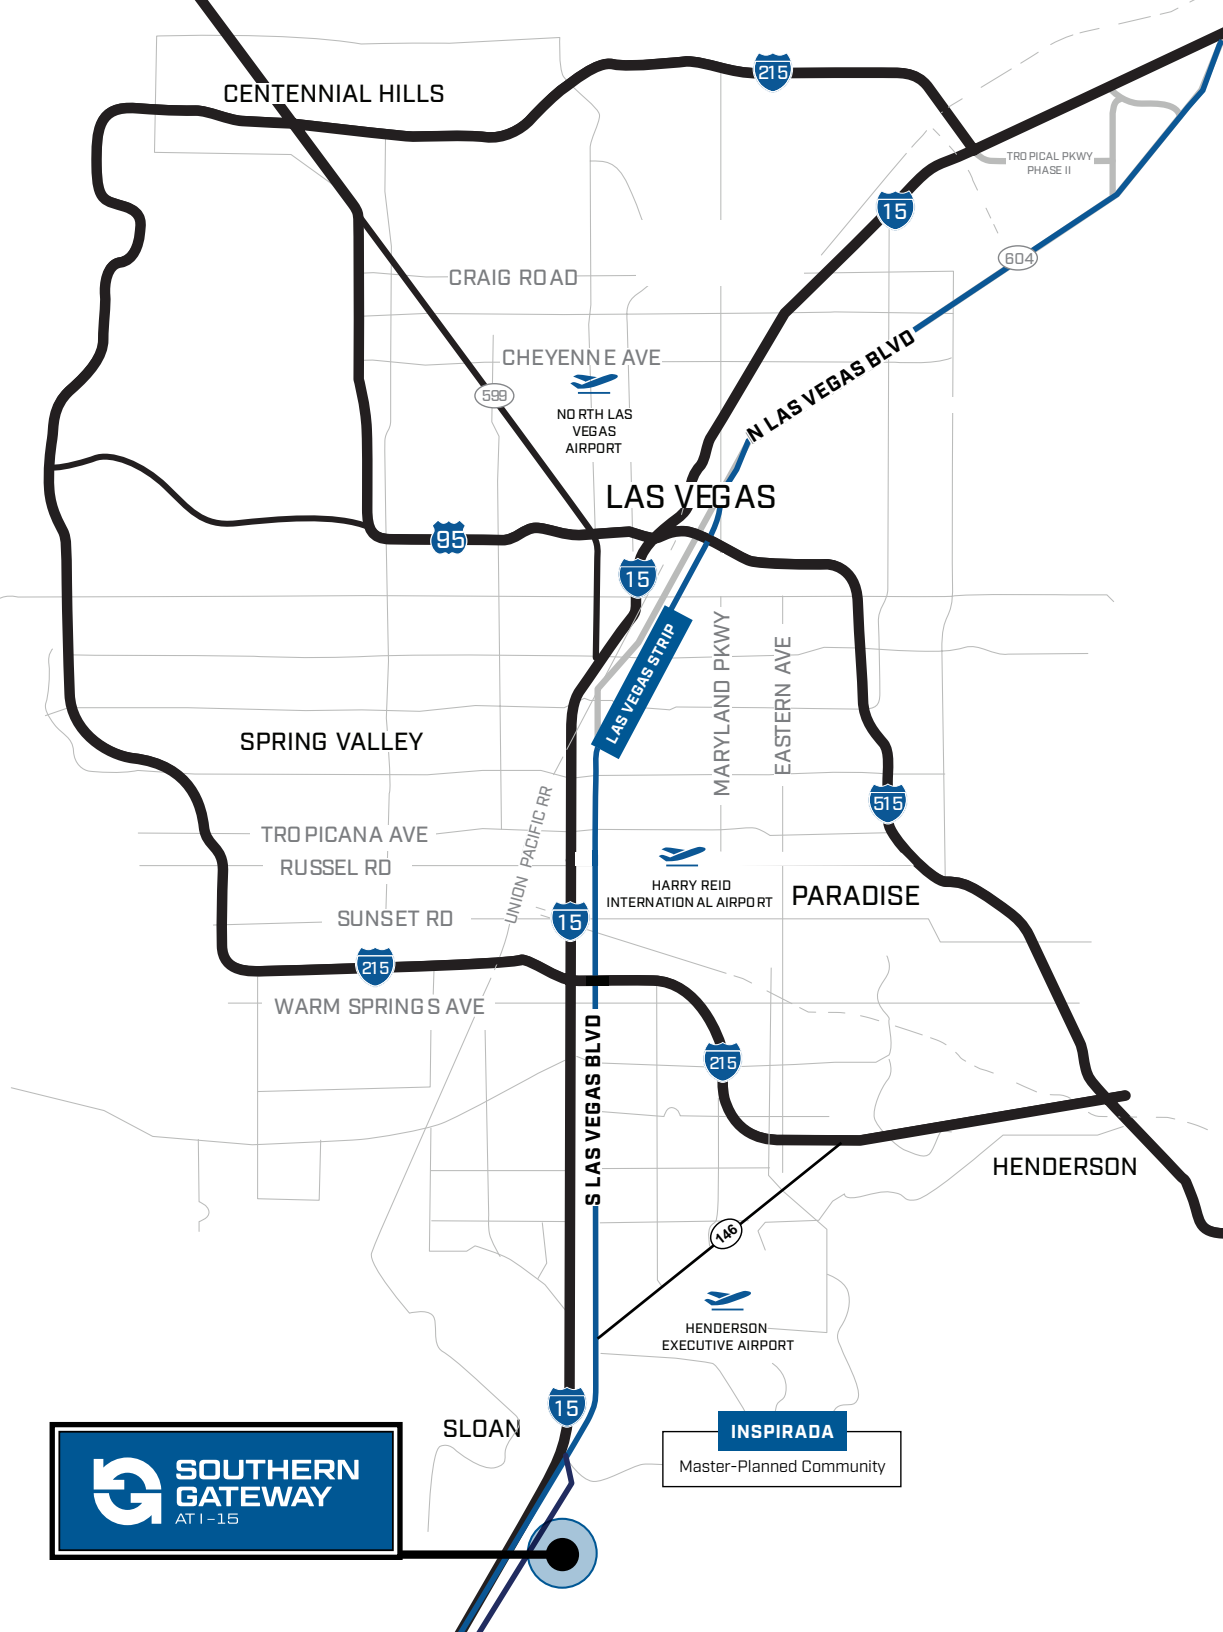 215
CENTENNIAL HILLS
TROPICAL PKWY
PHASE II
15
604
CRAIG ROAD
N LAS VEGAS BLVD
CHEYENNE AVE
599
NORTH LAS
VEGAS
AIRPORT
LAS VEGAS
95
15
LAS VEGAS STRIP
MARYLAND PKWY
EASTERN AVE
SPRING VALLEY
UNION PACIFIC RR
515
TROPICANA AVE
RUSSEL RD
HARRY REID
INTERNATIONAL AIRPORT
PARADISE
SUNSET RD
15
215
WARM SPRINGS AVE
S LAS VEGAS BLVD
215
HENDERSON
146
HENDERSON
EXECUTIVE AIRPORT
15
SLOAN
INSPIRADA
Master-Planned Community
SOUTHERN
GATEWAY
AT I-15